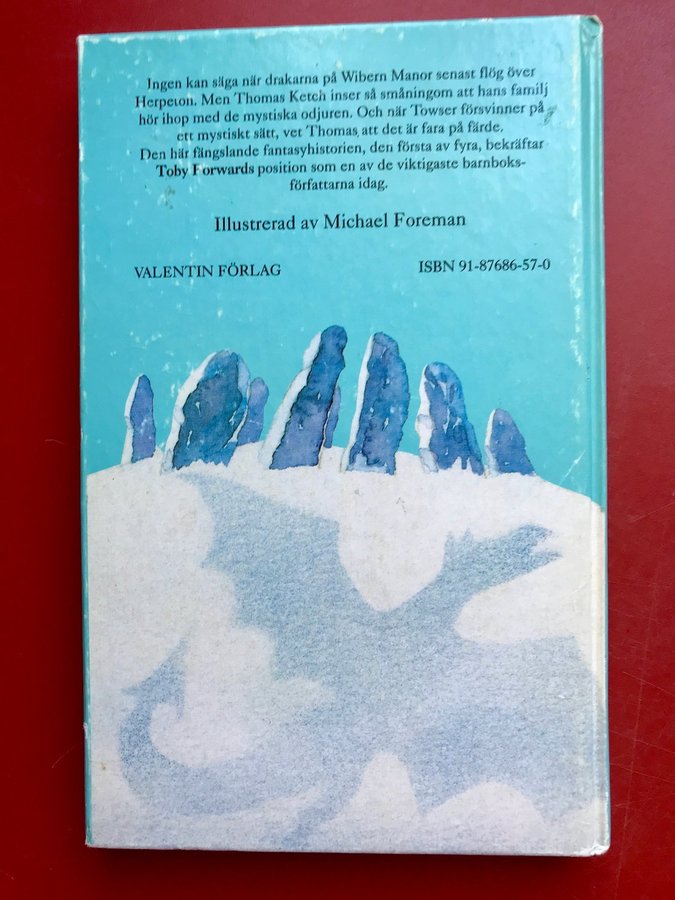 Ingen kan säga när drakarna på Wibern Manor senast flög över
Herpeton. Men Thomas Ketch inser så småningom att hans familj
hör ihop med de mystiska odjuren. Och när Towser försvinner på
ett mystiskt sätt, vet Thomas att det är fara på färde.
Den här fängslande fantasyhistorien, den första av fyra, bekräftar
Toby Forwards position som en av de viktigaste barnboks-
författarna idag.
Illustrerad av Michael Foreman
VALENTIN FÖRLAG
ISBN 91-87686-57-0